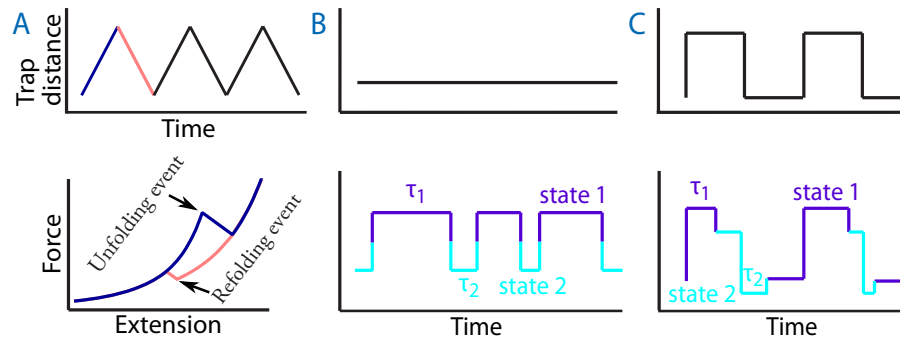 A
B
C
Trap
distance
Time
Force
Unfolding event
Refolding event
Extension
τ1
state 1
τ2
state 2
Time
τ1
state 1
state 2
τ2
Time